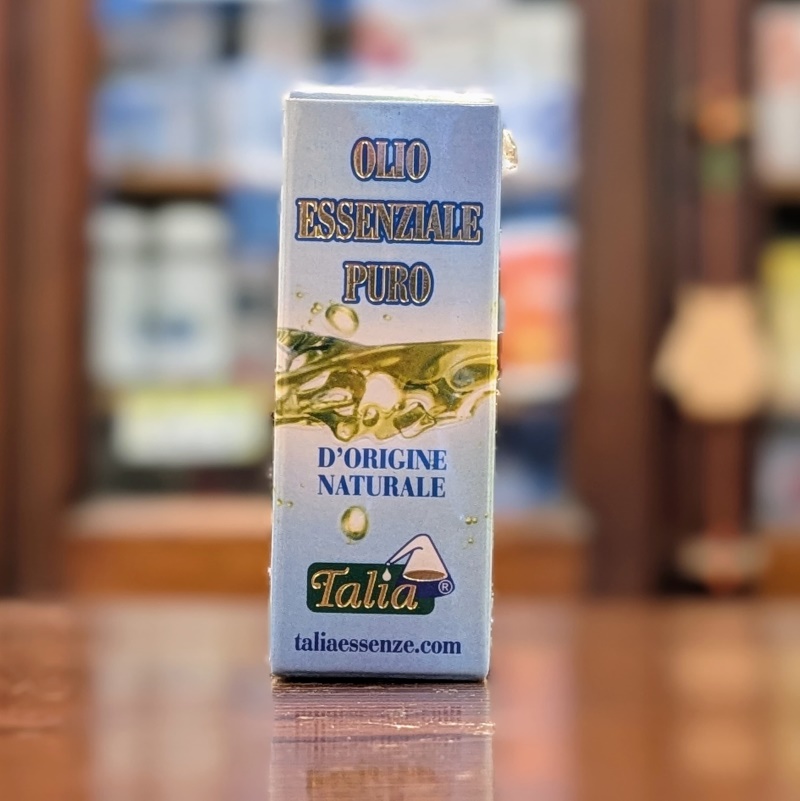 OLIO
ESSENZIALE
PURO
D'ORIGINE
NATURALE
Talia®
taliaessenze.com